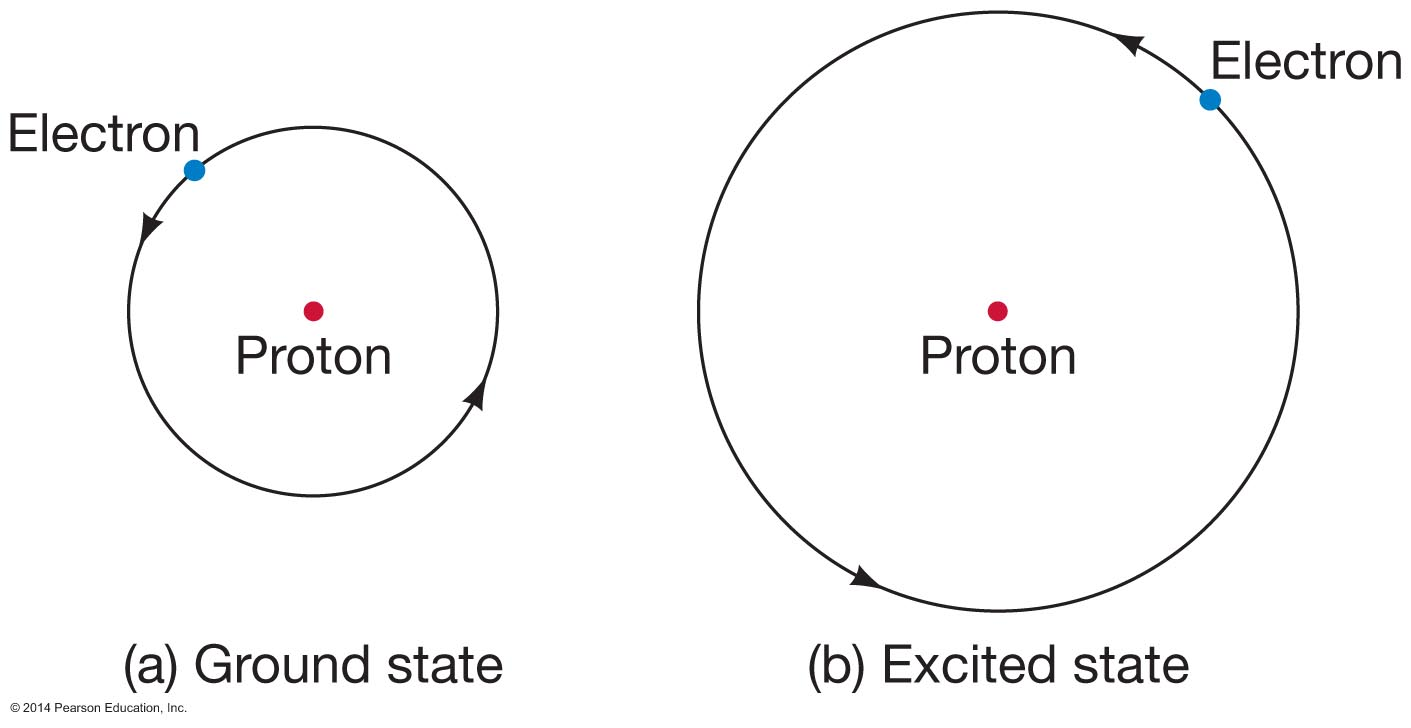 Electron
Proton
(a) Ground state
Electron
Proton
(b) Excited state
© 2014 Pearson Education, Inc.